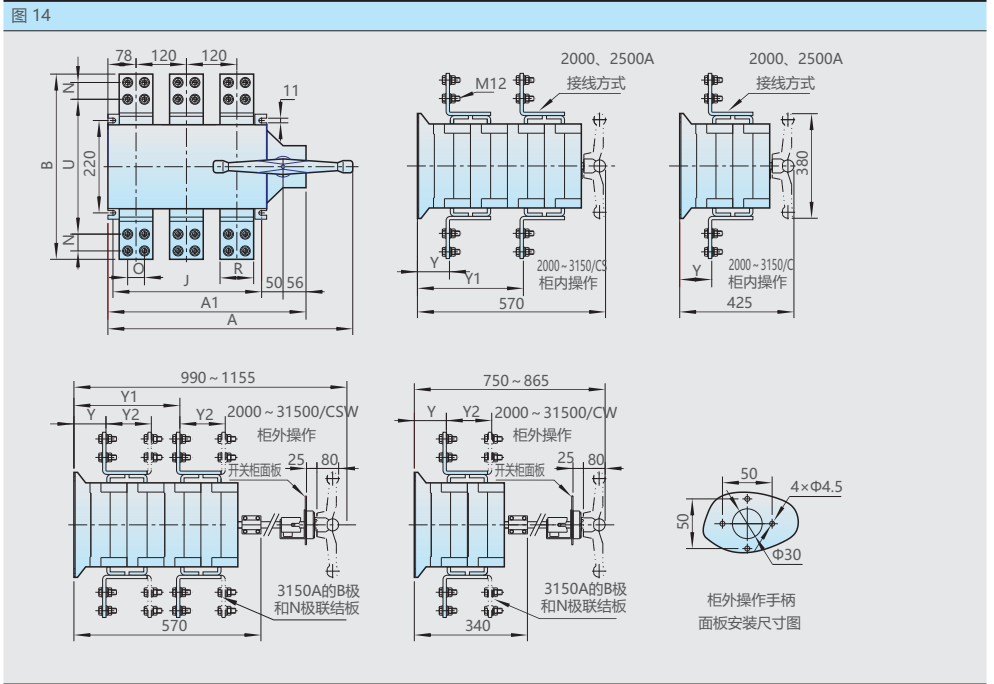 图 14
78
120
120
11
N
B
U
220
N
O
J
R
50
56
A1
A
2000、2500A
接线方式
M12
Y
Y1
2000~3150/CS
柜内操作
570
2000、2500A
接线方式
380
Y
2000~3150/C
柜内操作
425
990~1155
Y1
Y
Y2
Y2
2000~31500/CSW
柜外操作
25
80
开关柜面板
3150A的B极
和N极联结板
570
750~865
Y
Y2
2000~31500/CW
柜外操作
25
80
开关柜面板
3150A的B极
和N极联结板
340
50
4×Φ4.5
50
Φ30
柜外操作手柄
面板安装尺寸图